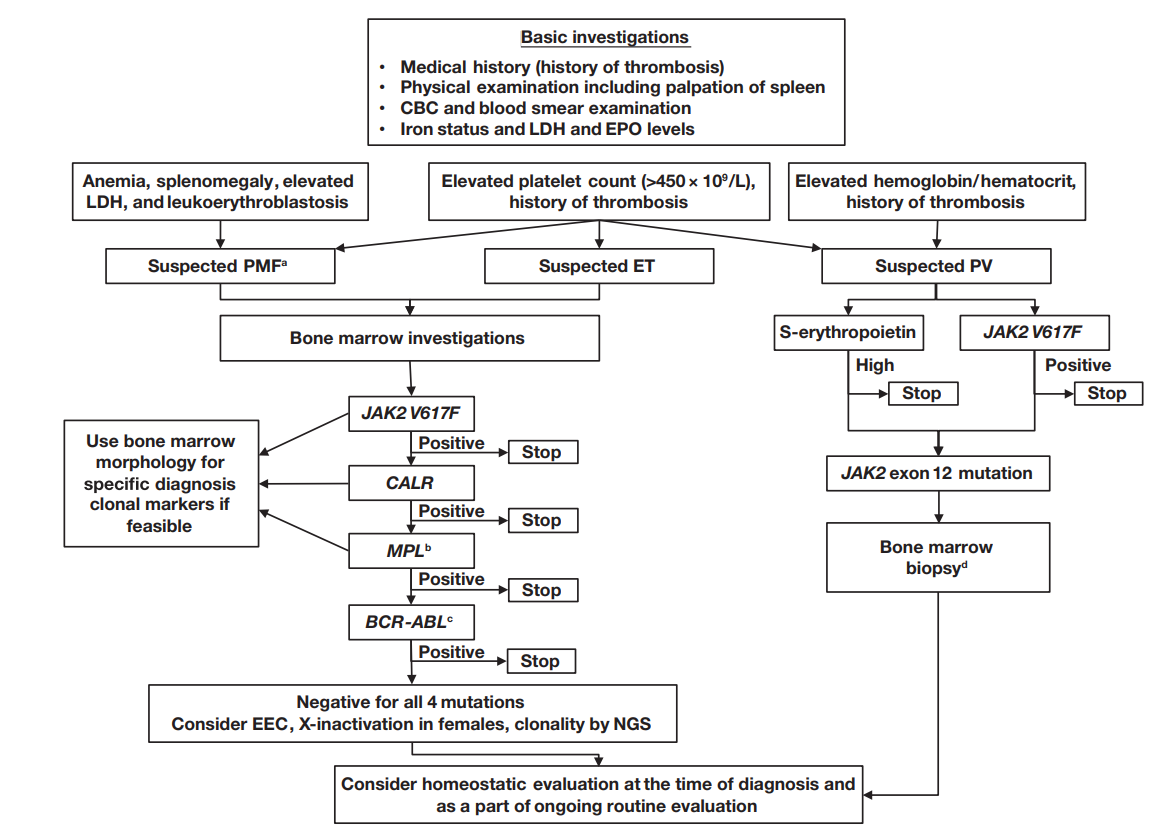 Basic investigations
• Medical history (history of thrombosis)
• Physical examination including palpation of spleen
• CBC and blood smear examination
• Iron status and LDH and EPO levels
Anemia, splenomegaly, elevated
LDH, and leukoerythroblastosis
Elevated platelet count (>450 × 10⁹/L),
history of thrombosis
Elevated hemoglobin/hematocrit,
history of thrombosis
Suspected PMFᵃ
Suspected ET
Suspected PV
Bone marrow investigations
S-erythropoietin
JAK2 V617F
High
Stop
Positive
Stop
JAK2 V617F
Positive
Stop
Use bone marrow
morphology for
specific diagnosis
clonal markers if
feasible
CALR
Positive
Stop
MPLᵇ
Positive
Stop
BCR-ABLᶜ
Positive
Stop
JAK2 exon 12 mutation
Bone marrow
biopsyᵈ
Negative for all 4 mutations
Consider EEC, X-inactivation in females, clonality by NGS
Consider homeostatic evaluation at the time of diagnosis and
as a part of ongoing routine evaluation